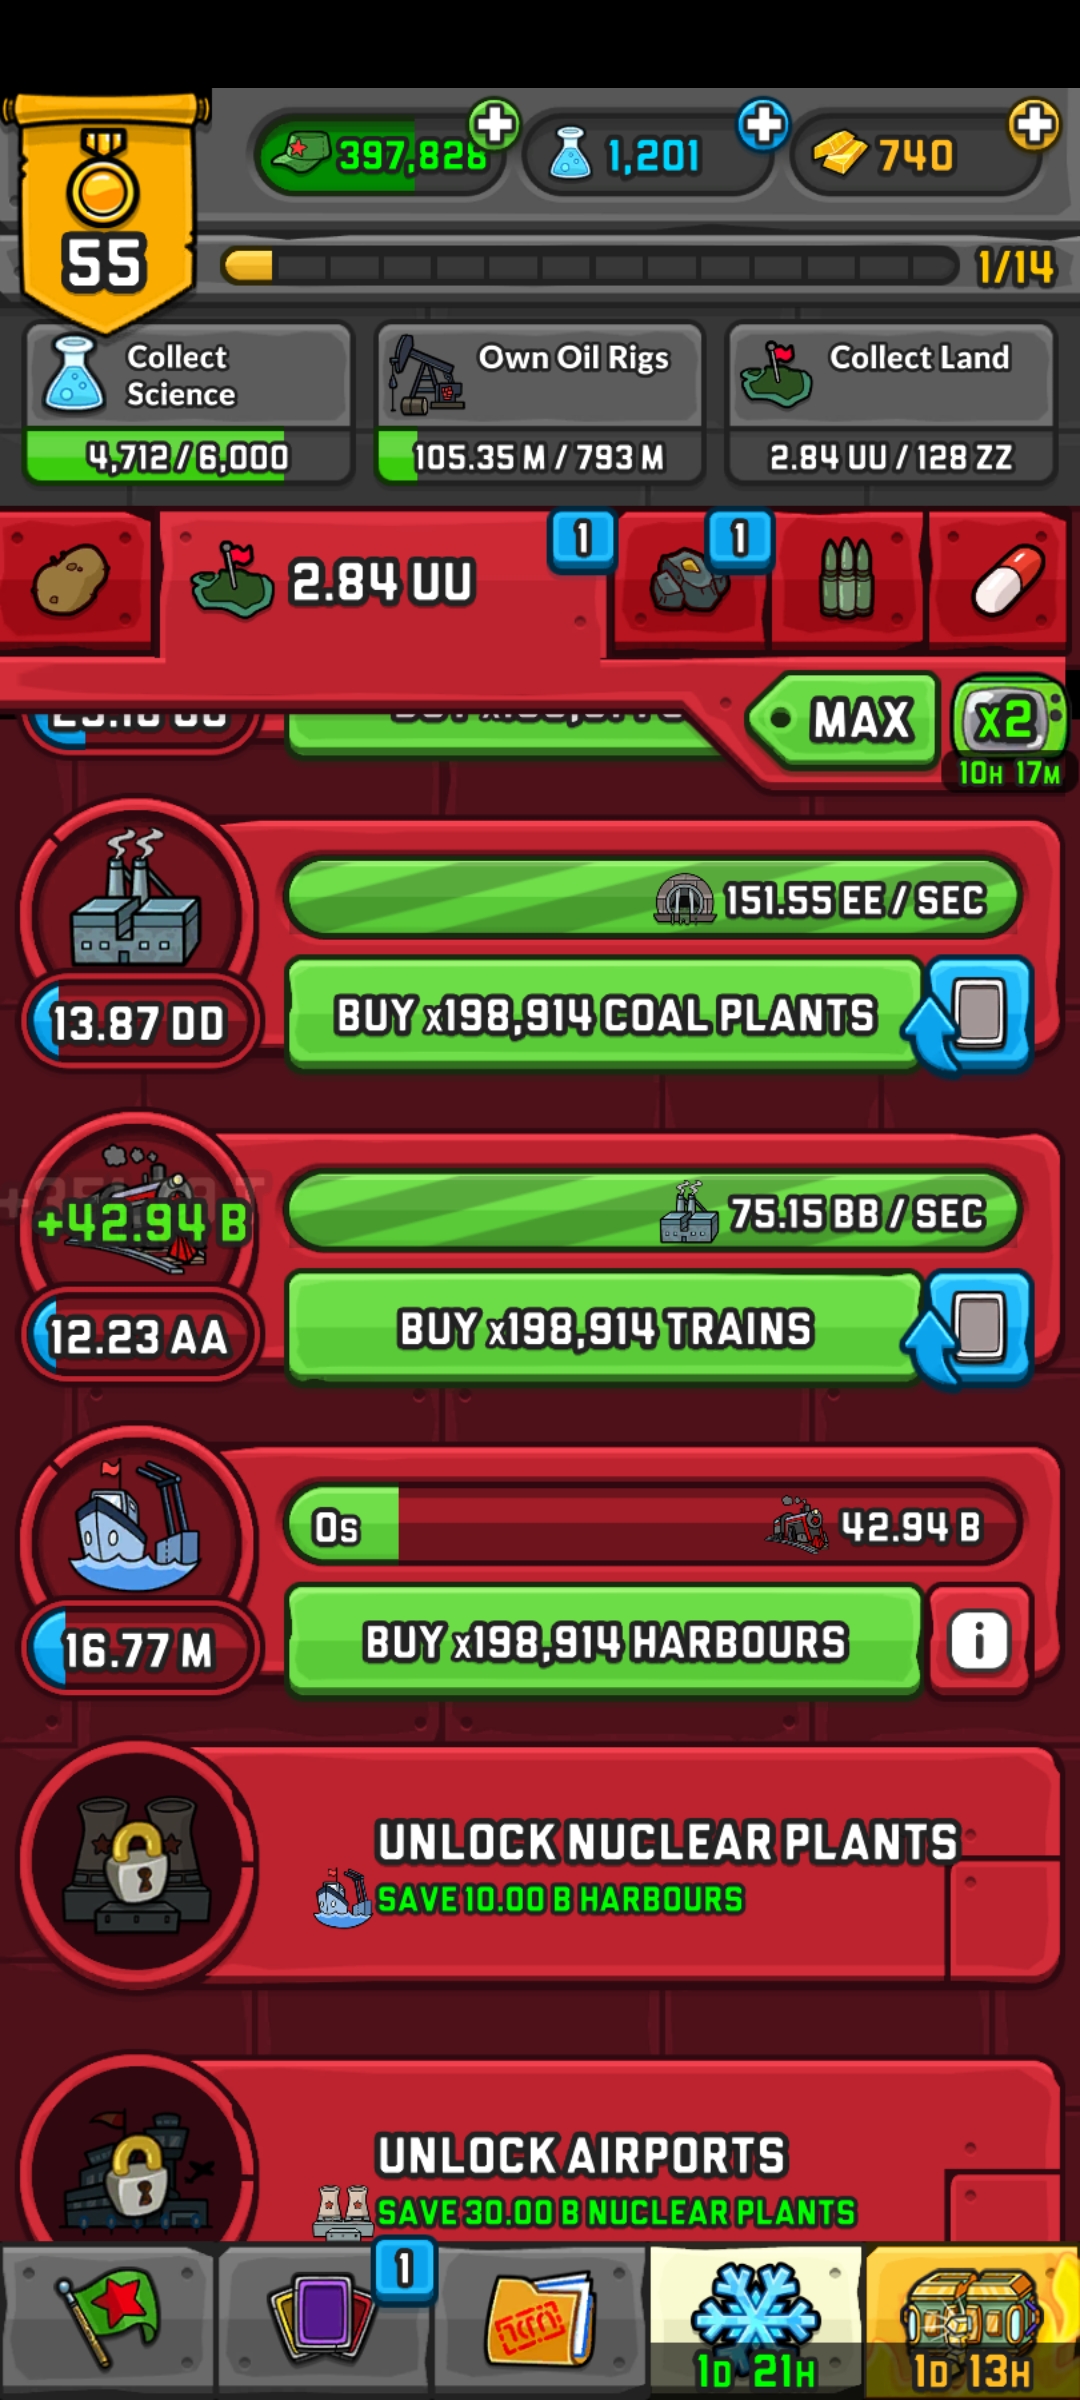 397,828
1,201
740
55
1/14
Collect
Science
4,712 / 6,000
Own Oil Rigs
105.35 M / 793 M
Collect Land
2.84 UU / 128 ZZ
2.84 UU
1
1
MAX
x2
10H 17M
151.55 EE / SEC
13.87 DD
BUY x198,914 COAL PLANTS
+42.94 B
75.15 BB / SEC
12.23 AA
BUY x198,914 TRAINS
0s
42.94 B
16.77 M
BUY x198,914 HARBOURS
i
UNLOCK NUCLEAR PLANTS
SAVE 10.00 B HARBOURS
UNLOCK AIRPORTS
SAVE 30.00 B NUCLEAR PLANTS
1
1D 21H
1D 13H